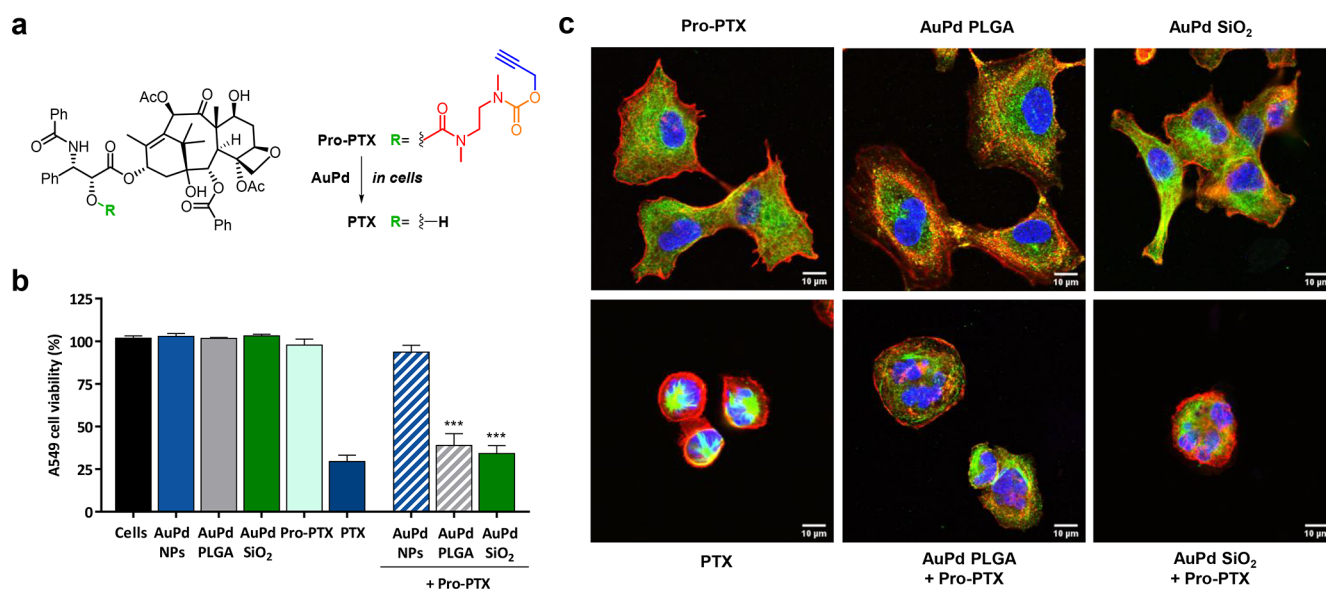 a
Ph
O
NH
Ph
O
O
R
O
AcO
O
OH
H
O
OH
O
OAc
O
Ph
Pro-PTX R=
O
N
N
O
O
AuPd in cells
PTX R= H
b
A549 cell viability (%)
125
100
75
50
25
0
***
***
Cells
AuPd NPs
AuPd PLGA
AuPd SiO₂
Pro-PTX
PTX
AuPd NPs
AuPd PLGA
AuPd SiO₂
+ Pro-PTX
c
Pro-PTX
AuPd PLGA
AuPd SiO₂
10 µm
10 µm
10 µm
10 µm
10 µm
10 µm
PTX
AuPd PLGA
+ Pro-PTX
AuPd SiO₂
+ Pro-PTX